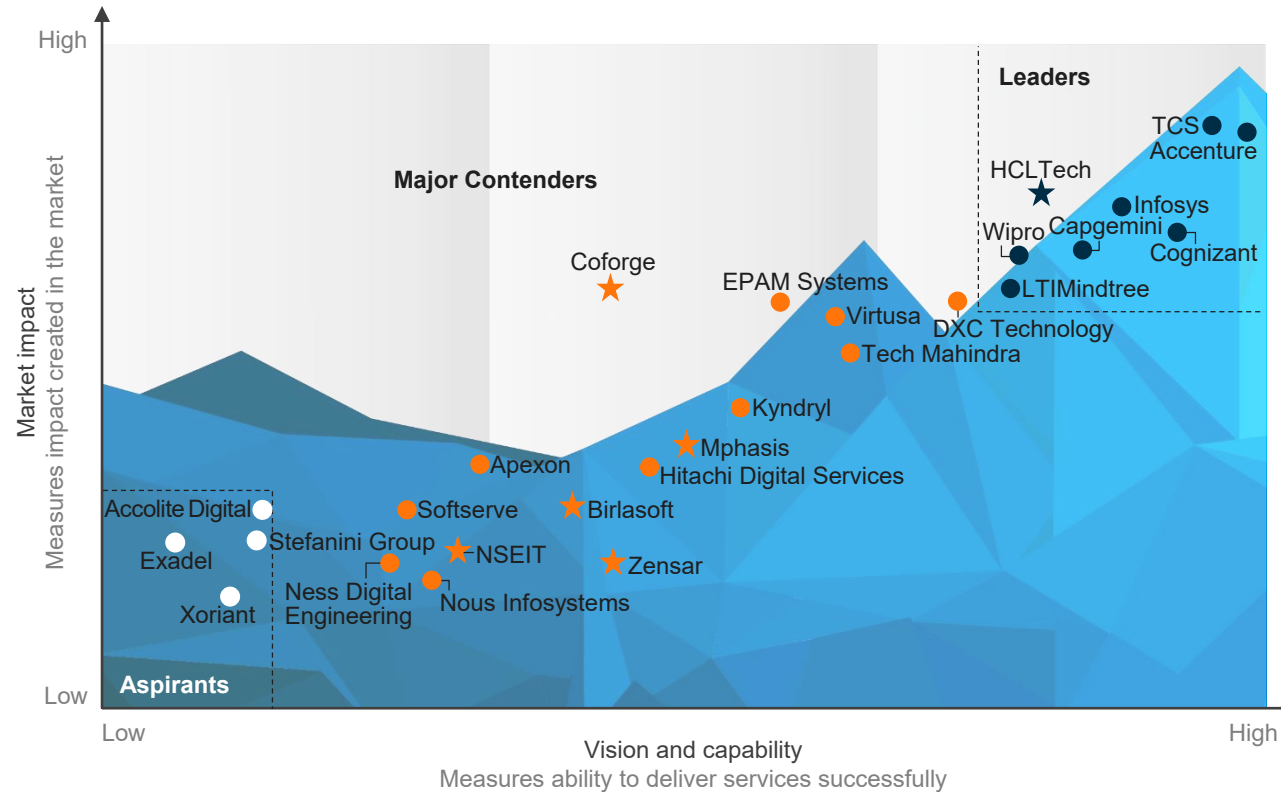 High
Leaders
TCS
Accenture
HCLTech
Major Contenders
Infosys
Wipro
Capgemini
Cognizant
Coforge
EPAM Systems
LTIMindtree
Virtusa
DXC Technology
Tech Mahindra
Market impact
Measures impact created in the market
Kyndryl
Mphasis
Apexon
Hitachi Digital Services
Accolite Digital
Softserve
Birlasoft
Stefanini Group
Exadel
NSEIT
Zensar
Ness Digital
Engineering
Nous Infosystems
Xoriant
Aspirants
Low
Low
High
Vision and capability
Measures ability to deliver services successfully